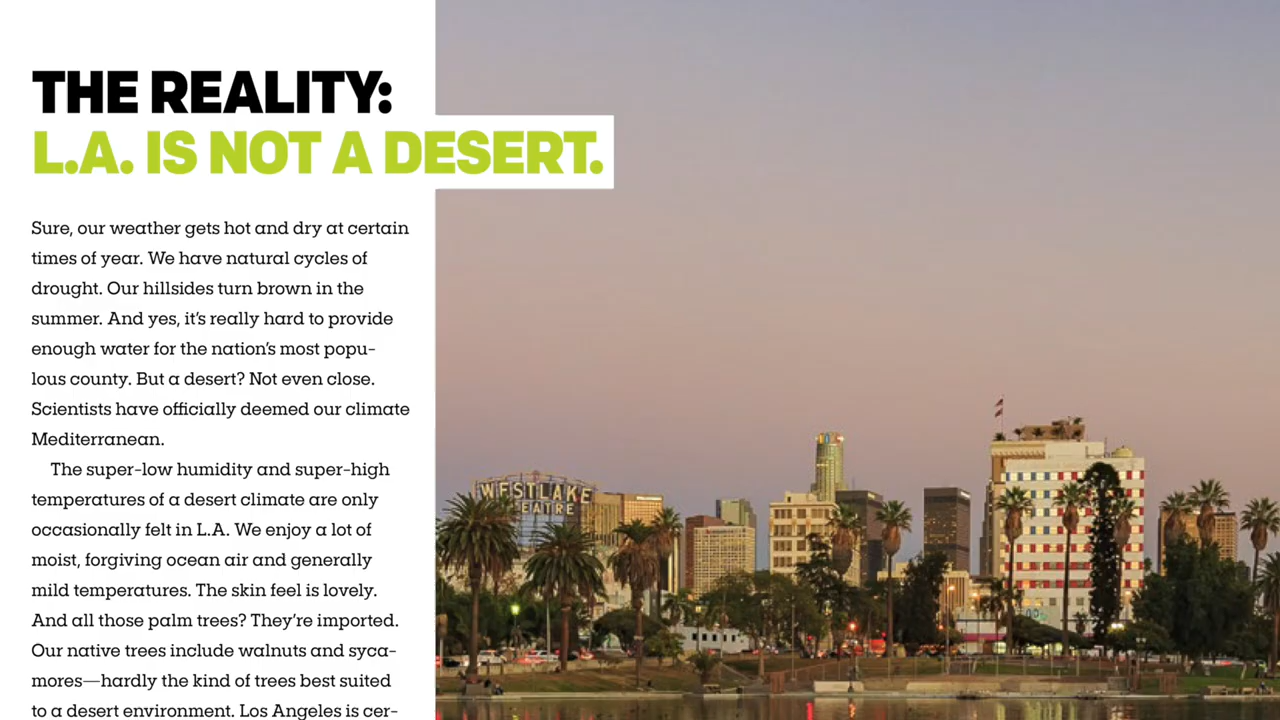 THE REALITY:
L.A. IS NOT A DESERT.
Sure, our weather gets hot and dry at certain
times of year. We have natural cycles of
drought. Our hillsides turn brown in the
summer. And yes, it's really hard to provide
enough water for the nation's most popu-
lous county. But a desert? Not even close.
Scientists have officially deemed our climate
Mediterranean.
The super-low humidity and super-high
temperatures of a desert climate are only
occasionally felt in L.A. We enjoy a lot of
moist, forgiving ocean air and generally
mild temperatures. The skin feel is lovely.
And all those palm trees? They're imported.
Our native trees include walnuts and syca-
mores—hardly the kind of trees best suited
to a desert environment. Los Angeles is cer-
WESTLAKE
EATRE